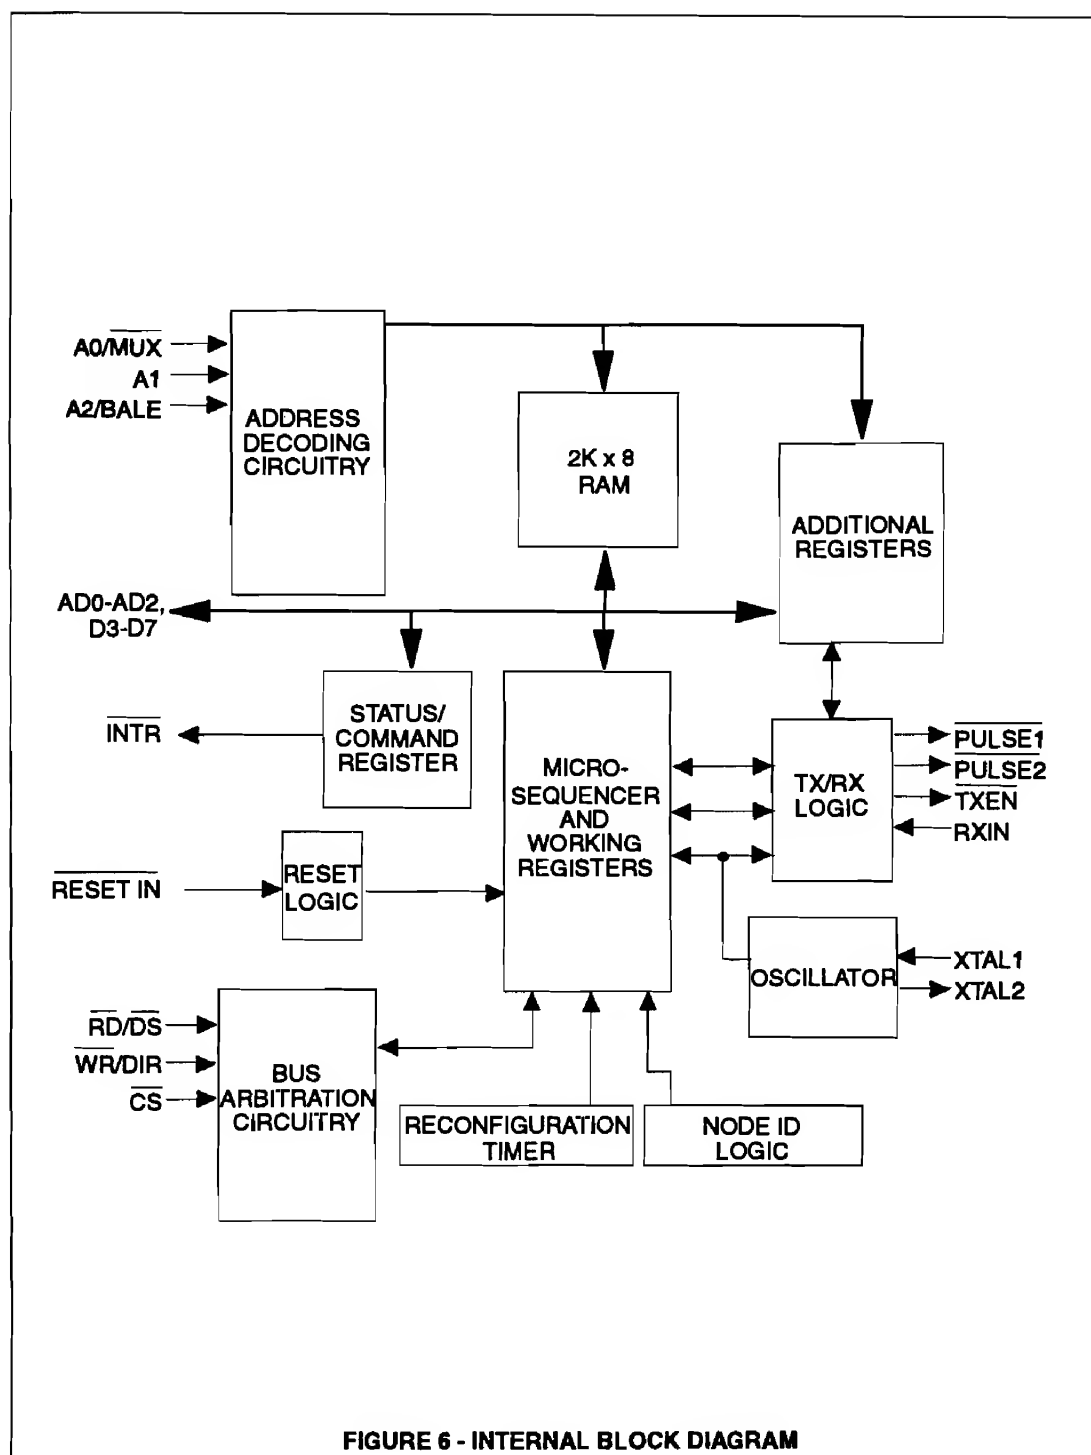 A0/MUX
A1
A2/BALE
ADDRESS
DECODING
CIRCUITRY
2K x 8
RAM
ADDITIONAL
REGISTERS
AD0-AD2,
D3-D7
INTR
STATUS/
COMMAND
REGISTER
MICRO-
SEQUENCER
AND
WORKING
REGISTERS
TX/RX
LOGIC
PULSE1
PULSE2
TXEN
RXIN
RESET IN
RESET
LOGIC
OSCILLATOR
XTAL1
XTAL2
RD/DS
WR/DIR
CS
BUS
ARBITRATION
CIRCUITRY
RECONFIGURATION
TIMER
NODE ID
LOGIC
FIGURE 6 - INTERNAL BLOCK DIAGRAM